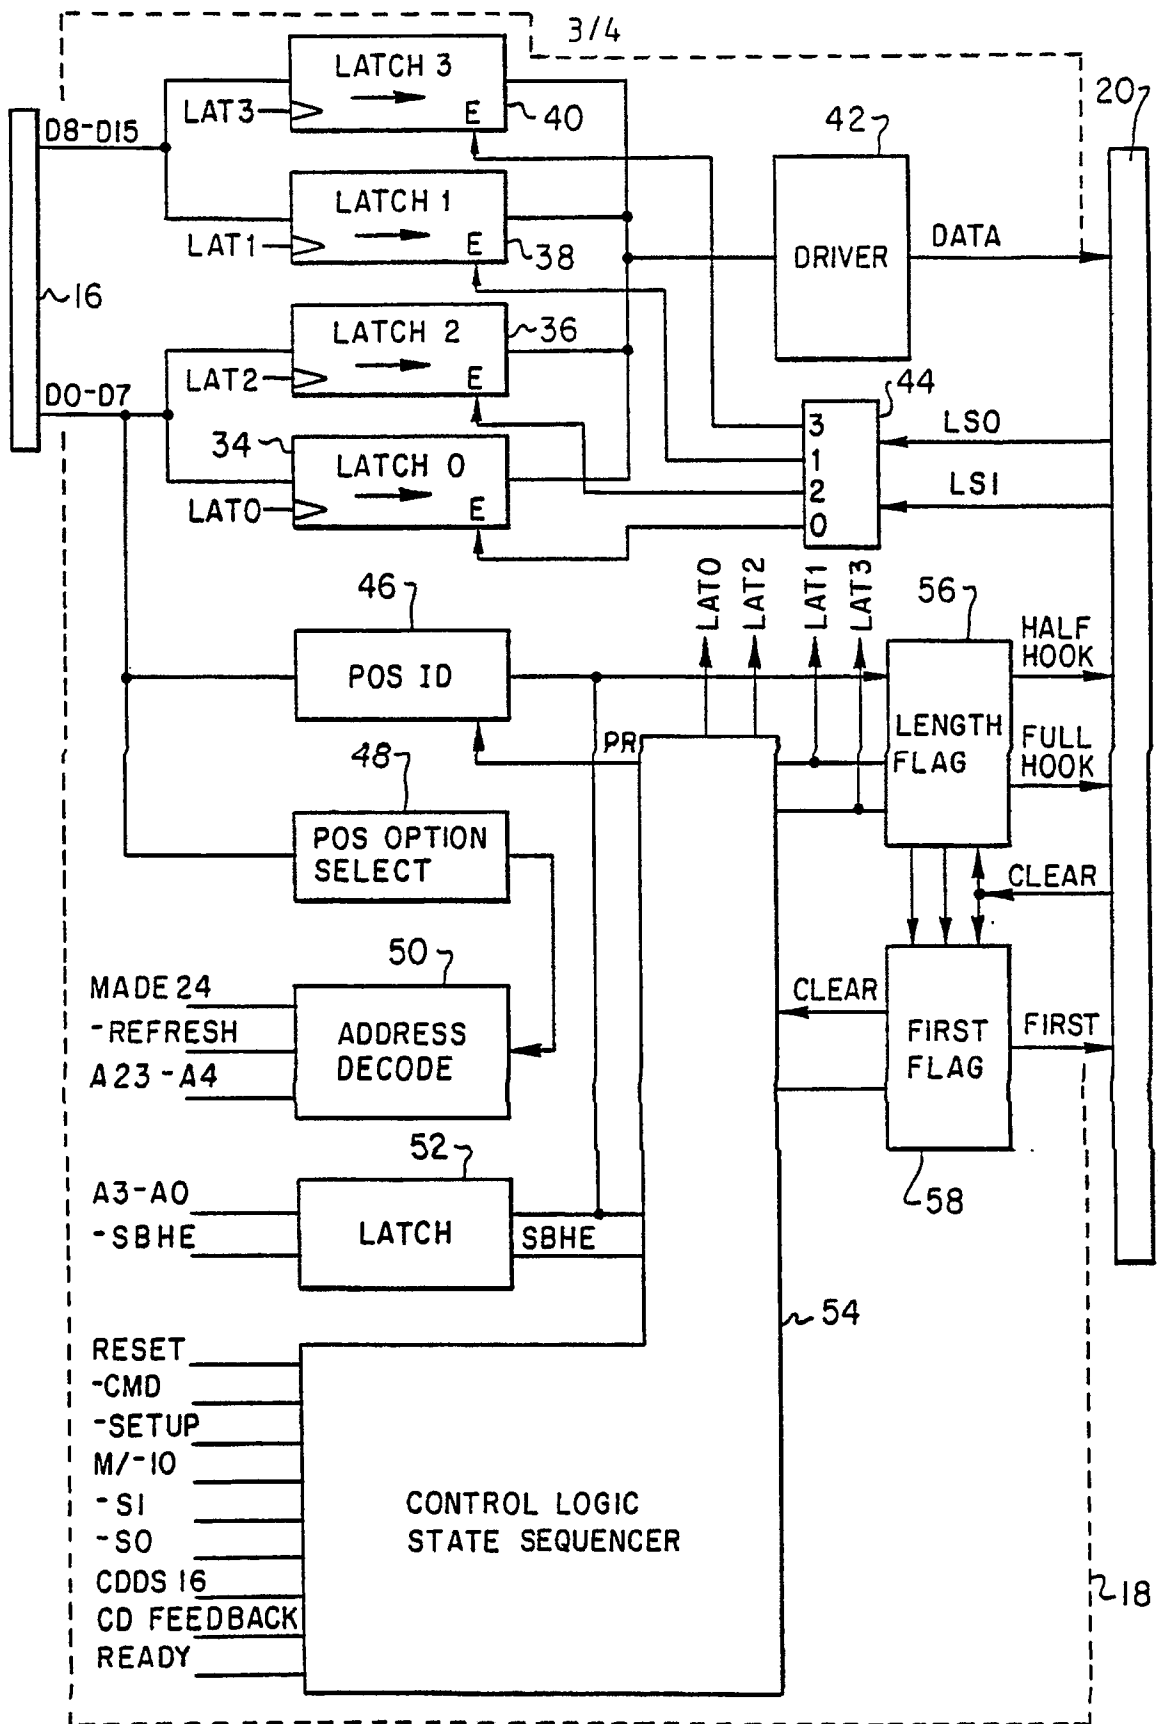 3/4
LATCH 3
LAT3
E
40
20
D8-D15
42
LATCH 1
LAT1
E
38
DRIVER
DATA
16
LATCH 2
36
LAT2
E
44
D0-D7
34
3
LS0
LATCH 0
1
LAT0
E
2
LS1
0
46
LAT0
LAT2
LAT1
LAT3
56
HALF
HOOK
POS ID
PR
LENGTH
FLAG
FULL
HOOK
48
POS OPTION
SELECT
CLEAR
50
MADE 24
-REFRESH
A23-A4
ADDRESS
DECODE
CLEAR
FIRST
FLAG
FIRST
52
A3-A0
-SBHE
LATCH
SBHE
58
54
RESET
-CMD
-SETUP
M/-IO
-S1
-S0
CDDS 16
CD FEEDBACK
READY
CONTROL LOGIC
STATE SEQUENCER
18